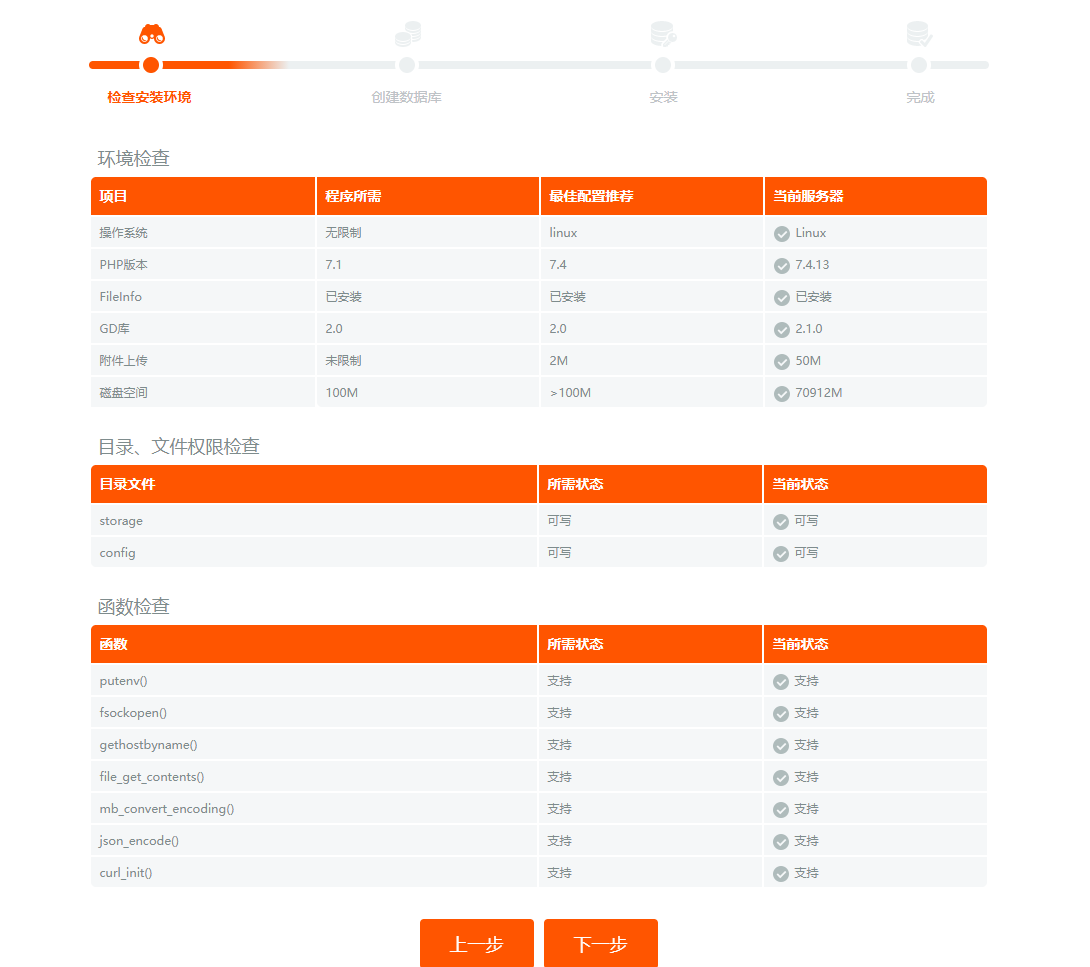 检查安装环境 创建数据库 安装 完成
环境检查
项目 程序所需 最佳配置推荐 当前服务器
操作系统 无限制 linux Linux
PHP版本 7.1 7.4 7.4.13
FileInfo 已安装 已安装 已安装
GD库 2.0 2.0 2.1.0
附件上传 未限制 2M 50M
磁盘空间 100M >100M 70912M
目录、文件权限检查
目录文件 所需状态 当前状态
storage 可写 可写
config 可写 可写
函数检查
函数 所需状态 当前状态
putenv() 支持 支持
fsockopen() 支持 支持
gethostbyname() 支持 支持
file_get_contents() 支持 支持
mb_convert_encoding() 支持 支持
json_encode() 支持 支持
curl_init() 支持 支持
上一步 下一步